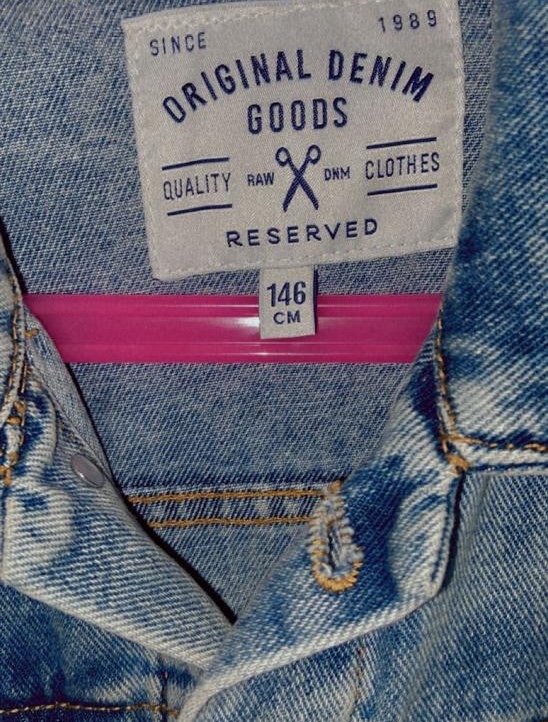 SINCE 1989
ORIGINAL DENIM
GOODS
QUALITY RAW DNM CLOTHES
RESERVED
146
CM